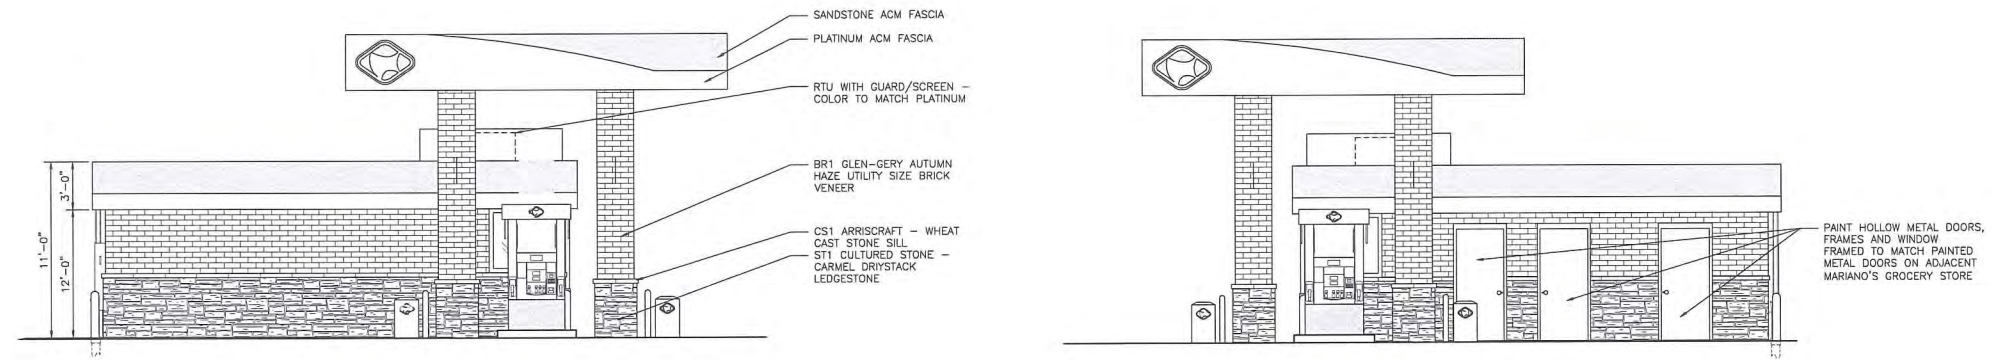 SANDSTONE ACM FASCIA
PLATINUM ACM FASCIA
RTU WITH GUARD/SCREEN –
COLOR TO MATCH PLATINUM
BR1 GLEN–GERY AUTUMN
HAZE UTILITY SIZE BRICK
VENEER
CS1 ARRISCRAFT – WHEAT
CAST STONE SILL
ST1 CULTURED STONE –
CARMEL DRIYSTACK
LEDGESTONE
11'–0"
3'–0"
12'–0"
PAINT HOLLOW METAL DOORS,
FRAMES AND WINDOW
FRAMED TO MATCH PAINTED
METAL DOORS ON ADJACENT
MARIANO'S GROCERY STORE